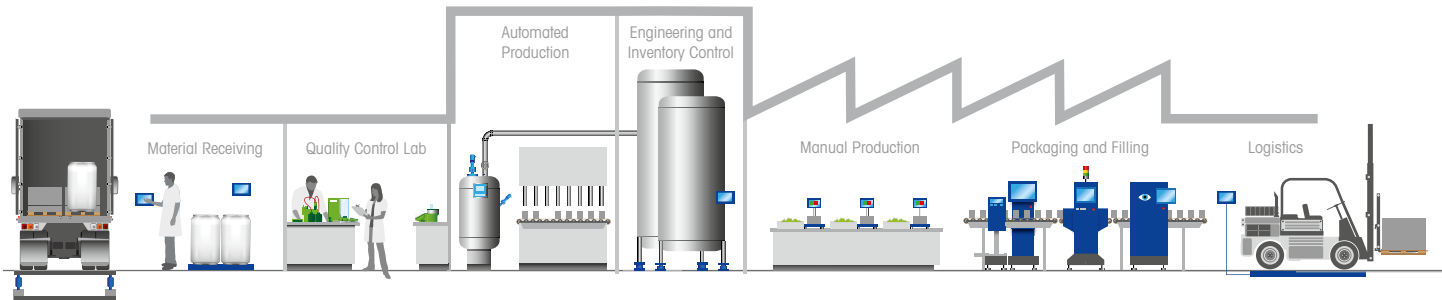 Automated
Production
Engineering and
Inventory Control
Material Receiving
Quality Control Lab
Manual Production
Packaging and Filling
Logistics